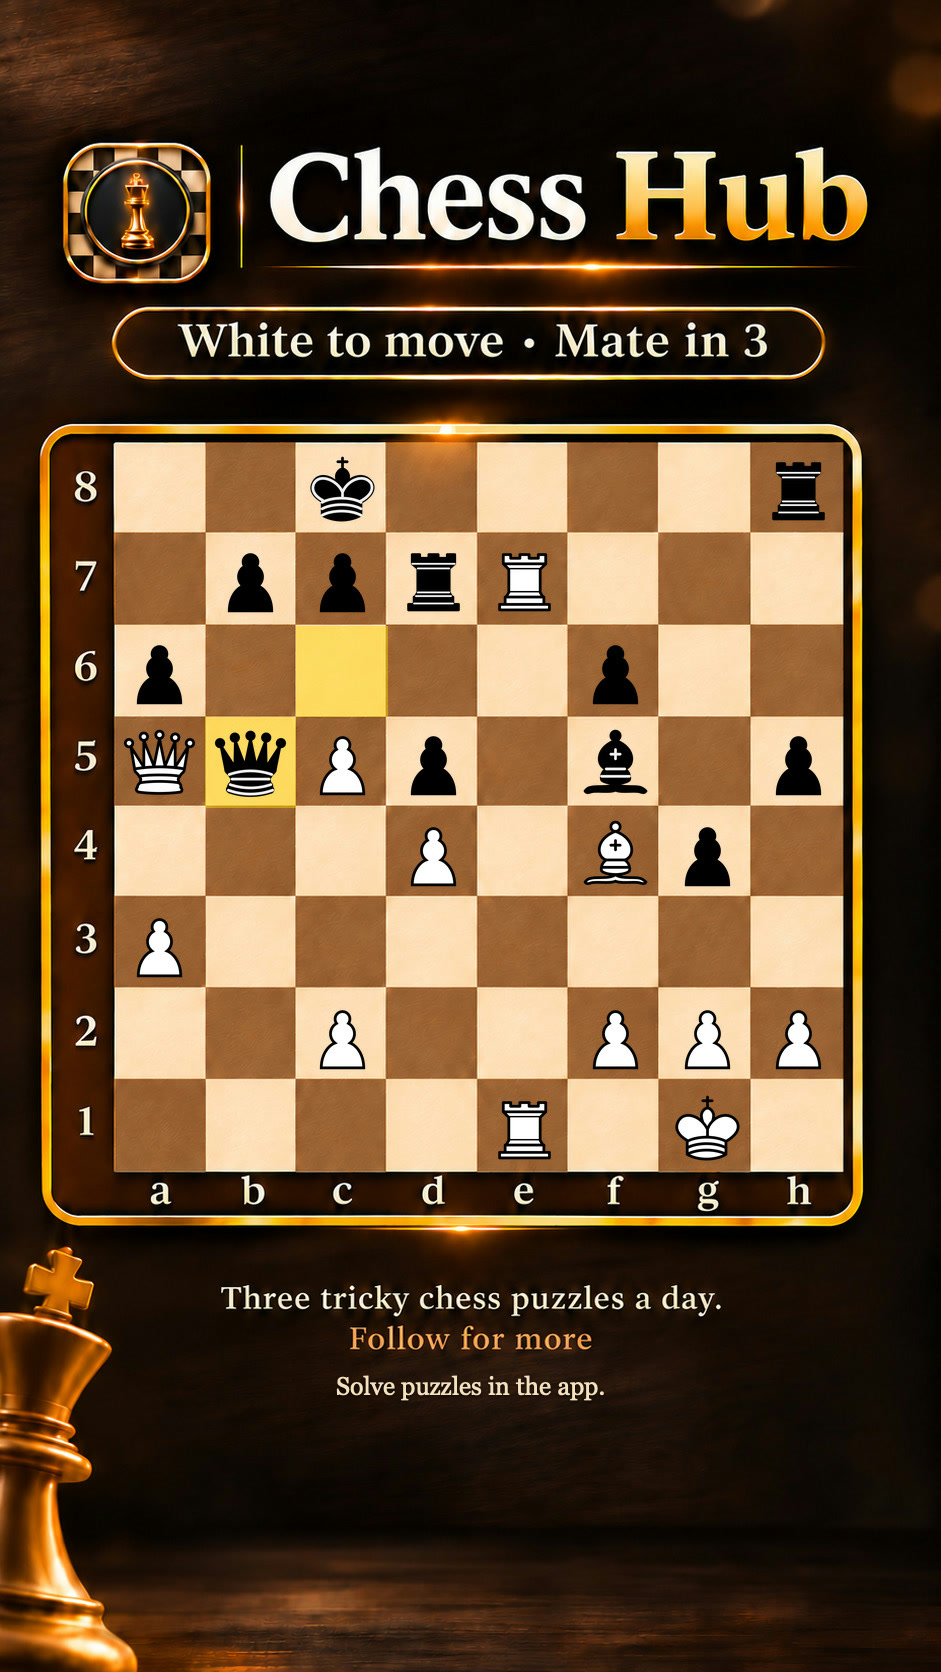 Chess Hub
White to move • Mate in 3
8
7
6
5
4
3
2
1
a b c d e f g h
Three tricky chess puzzles a day.
Follow for more
Solve puzzles in the app.